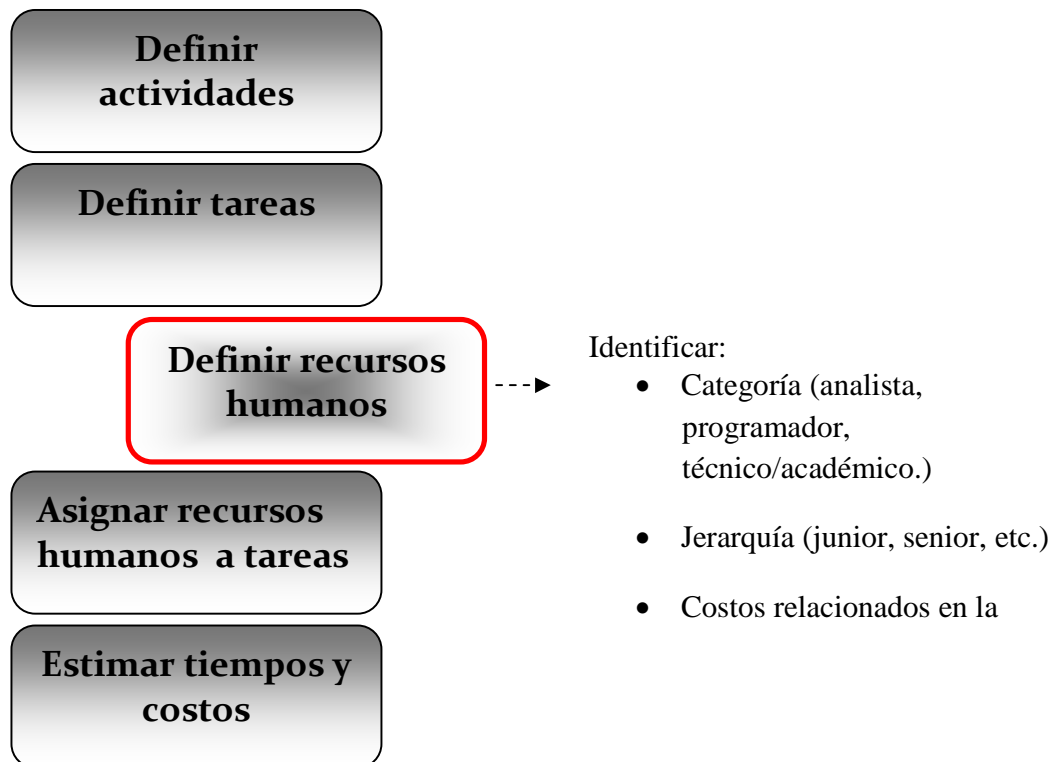 Definir
actividades
Definir tareas
Definir recursos
humanos
Identificar:
• Categoría (analista,
programador,
técnico/académico.)
• Jerarquía (junior, senior, etc.)
• Costos relacionados en la
Asignar recursos
humanos a tareas
Estimar tiempos y
costos